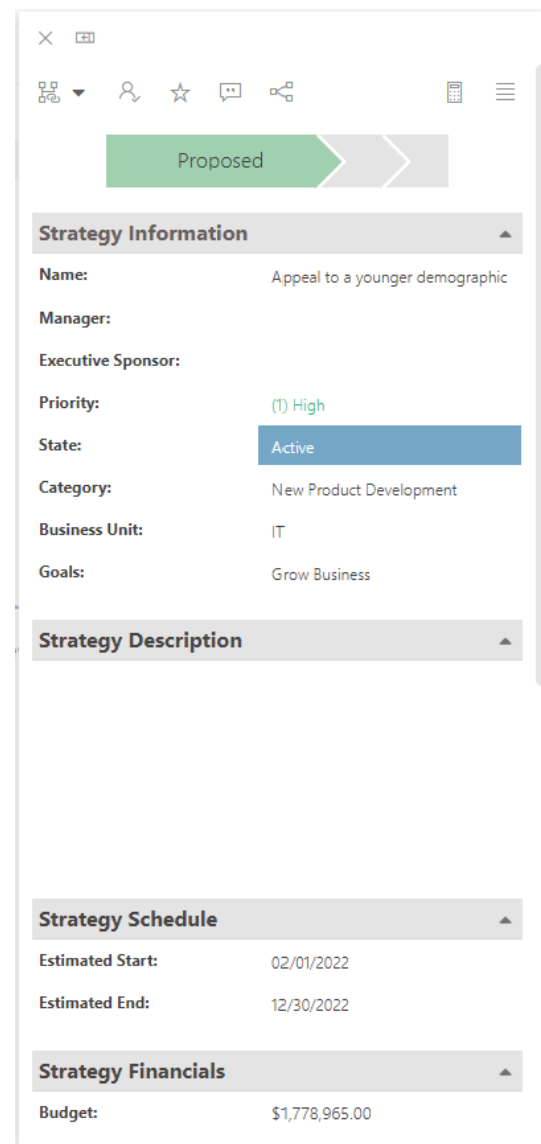 Proposed
Strategy Information
Name: Appeal to a younger demographic
Manager:
Executive Sponsor:
Priority: (1) High
State: Active
Category: New Product Development
Business Unit: IT
Goals: Grow Business
Strategy Description
Strategy Schedule
Estimated Start: 02/01/2022
Estimated End: 12/30/2022
Strategy Financials
Budget: $1,778,965.00